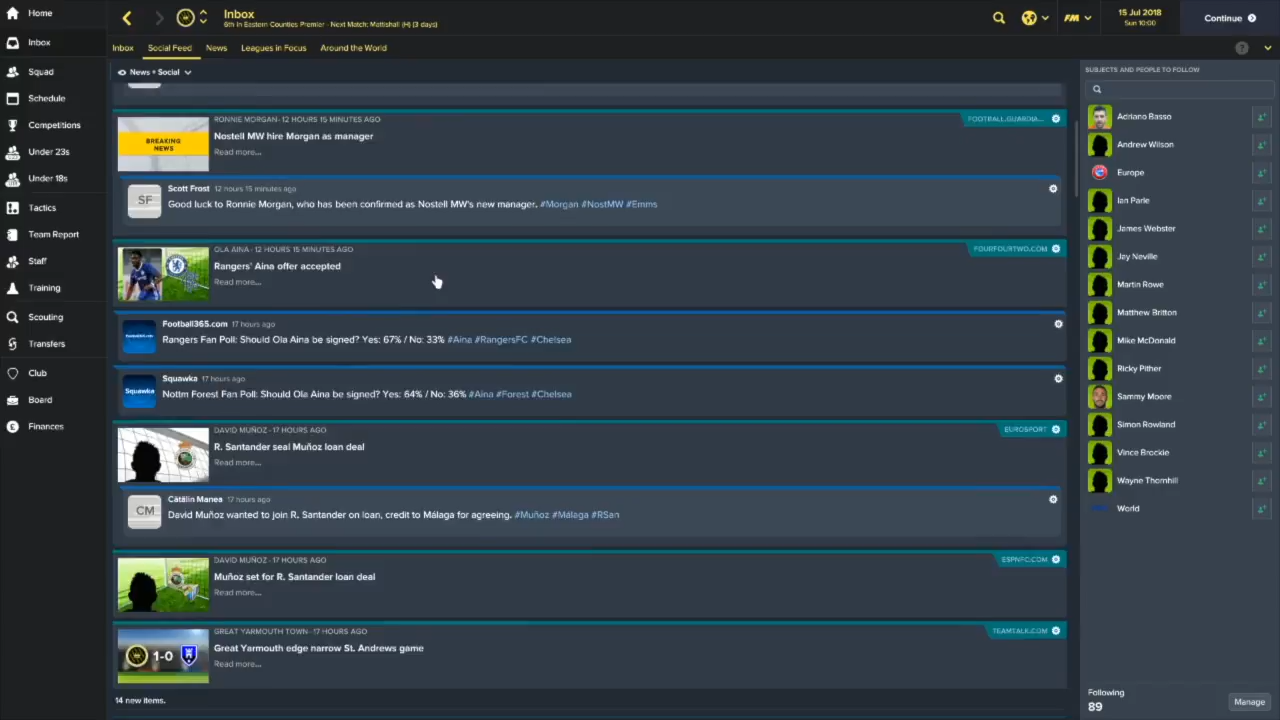 Home
Inbox
Squad
Schedule
Competitions
Under 23s
Under 18s
Tactics
Team Report
Staff
Training
Scouting
Transfers
Club
Board
Finances
Inbox
6th in Eastern Counties Premier - Next Match: Mattishall (H) (3 days)
FM
15 Jul 2018
Sun 10:00
Continue
Inbox
Social Feed
News
Leagues in Focus
Around the World
News + Social
RONNIE MORGAN - 12 HOURS 15 MINUTES AGO
FOOTBALL.GUARDIA...
BREAKING
NEWS
Nostell MW hire Morgan as manager
Read more...
SF
Scott Frost 12 hours 15 minutes ago
Good luck to Ronnie Morgan, who has been confirmed as Nostell MW's new manager. #Morgan #NostMW #Emms
OLA AINA - 12 HOURS 15 MINUTES AGO
FOURFOURTWO.COM
Rangers' Aina offer accepted
Read more...
Football365.com 17 hours ago
Rangers Fan Poll: Should Ola Aina be signed? Yes: 67% / No: 33% #Aina #RangersFC #Chelsea
Squawka
Squawka 17 hours ago
Nottm Forest Fan Poll: Should Ola Aina be signed? Yes: 64% / No: 36% #Aina #Forest #Chelsea
DAVID MUÑOZ - 17 HOURS AGO
EUROSPORT
R. Santander seal Muñoz loan deal
Read more...
CM
Cătălin Manea 17 hours ago
David Muñoz wanted to join R. Santander on loan, credit to Málaga for agreeing. #Muñoz #Málaga #RSan
DAVID MUÑOZ - 17 HOURS AGO
ESPNFC.COM
Muñoz set for R. Santander loan deal
Read more...
GREAT YARMOUTH TOWN - 17 HOURS AGO
TEAMTALK.COM
1-0
Great Yarmouth edge narrow St. Andrews game
Read more...
14 new items.
SUBJECTS AND PEOPLE TO FOLLOW
Adriano Basso
Andrew Wilson
Europe
Ian Parle
James Webster
Jay Neville
Martin Rowe
Matthew Britton
Mike McDonald
Ricky Pither
Sammy Moore
Simon Rowland
Vince Brockie
Wayne Thornhill
World
Following
89
Manage